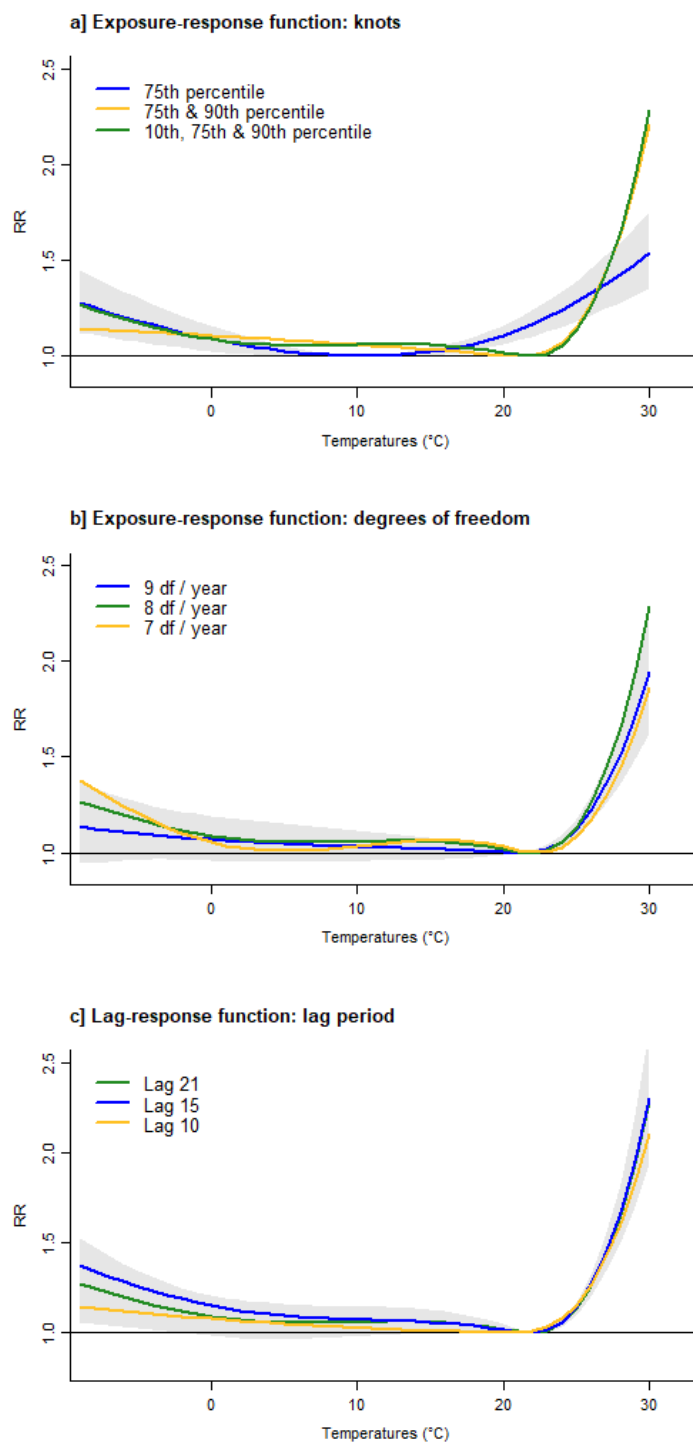 a] Exposure-response function: knots
2.5
75th percentile
75th & 90th percentile
10th, 75th & 90th percentile
2.0
RR
1.5
1.0
0 10 20 30
Temperatures (°C)
b] Exposure-response function: degrees of freedom
2.5
9 df / year
8 df / year
7 df / year
2.0
RR
1.5
1.0
0 10 20 30
Temperatures (°C)
c] Lag-response function: lag period
2.5
Lag 21
Lag 15
Lag 10
2.0
RR
1.5
1.0
0 10 20 30
Temperatures (°C)